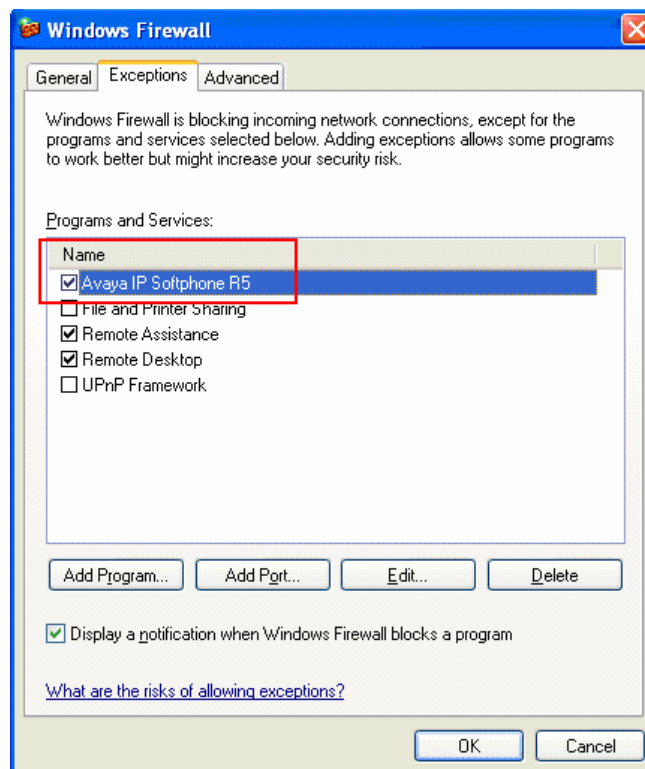 Windows Firewall
General
Exceptions
Advanced
Windows Firewall is blocking incoming network connections, except for the
programs and services selected below. Adding exceptions allows some programs
to work better but might increase your security risk.
Programs and Services:
Name
Avaya IP Softphone R5
File and Printer Sharing
Remote Assistance
Remote Desktop
UPnP Framework
Add Program...
Add Port...
Edit...
Delete
Display a notification when Windows Firewall blocks a program
What are the risks of allowing exceptions?
OK
Cancel